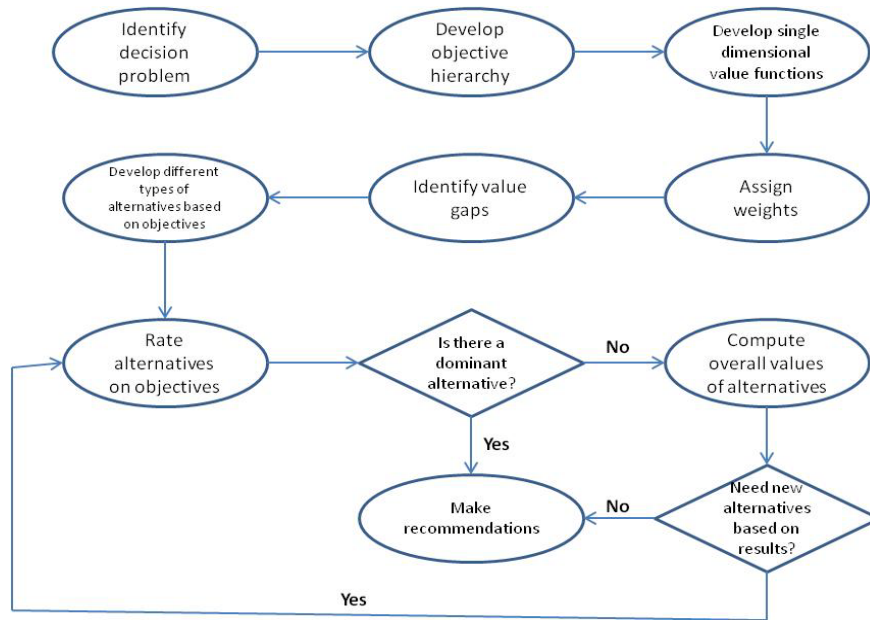 Identify
decision
problem
Develop
objective
hierarchy
Develop single
dimensional
value functions
Develop different
types of
alternatives based
on objectives
Identify value
gaps
Assign
weights
Rate
alternatives
on objectives
Is there a
dominant
alternative?
No
Compute
overall values
of alternatives
Yes
Make
recommendations
No
Need new
alternatives
based on
results?
Yes